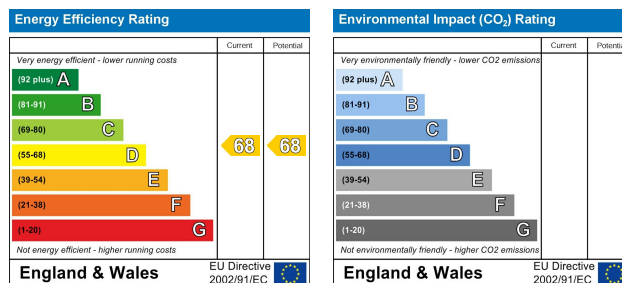 Energy Efficiency Rating
Current Potential
Very energy efficient - lower running costs
(92 plus) A
(81-91) B
(69-80) C
(55-68) D
68 68
(39-54) E
(21-38) F
(1-20) G
Not energy efficient - higher running costs
England & Wales
EU Directive
2002/91/EC
Environmental Impact (CO2) Rating
Current Potentia
Very environmentally friendly - lower CO2 emissions
(92 plus) A
(81-91) B
(69-80) C
(55-68) D
(39-54) E
(21-38) F
(1-20) G
Not environmentally friendly - higher CO2 emissions
England & Wales
EU Directive
2002/91/EC